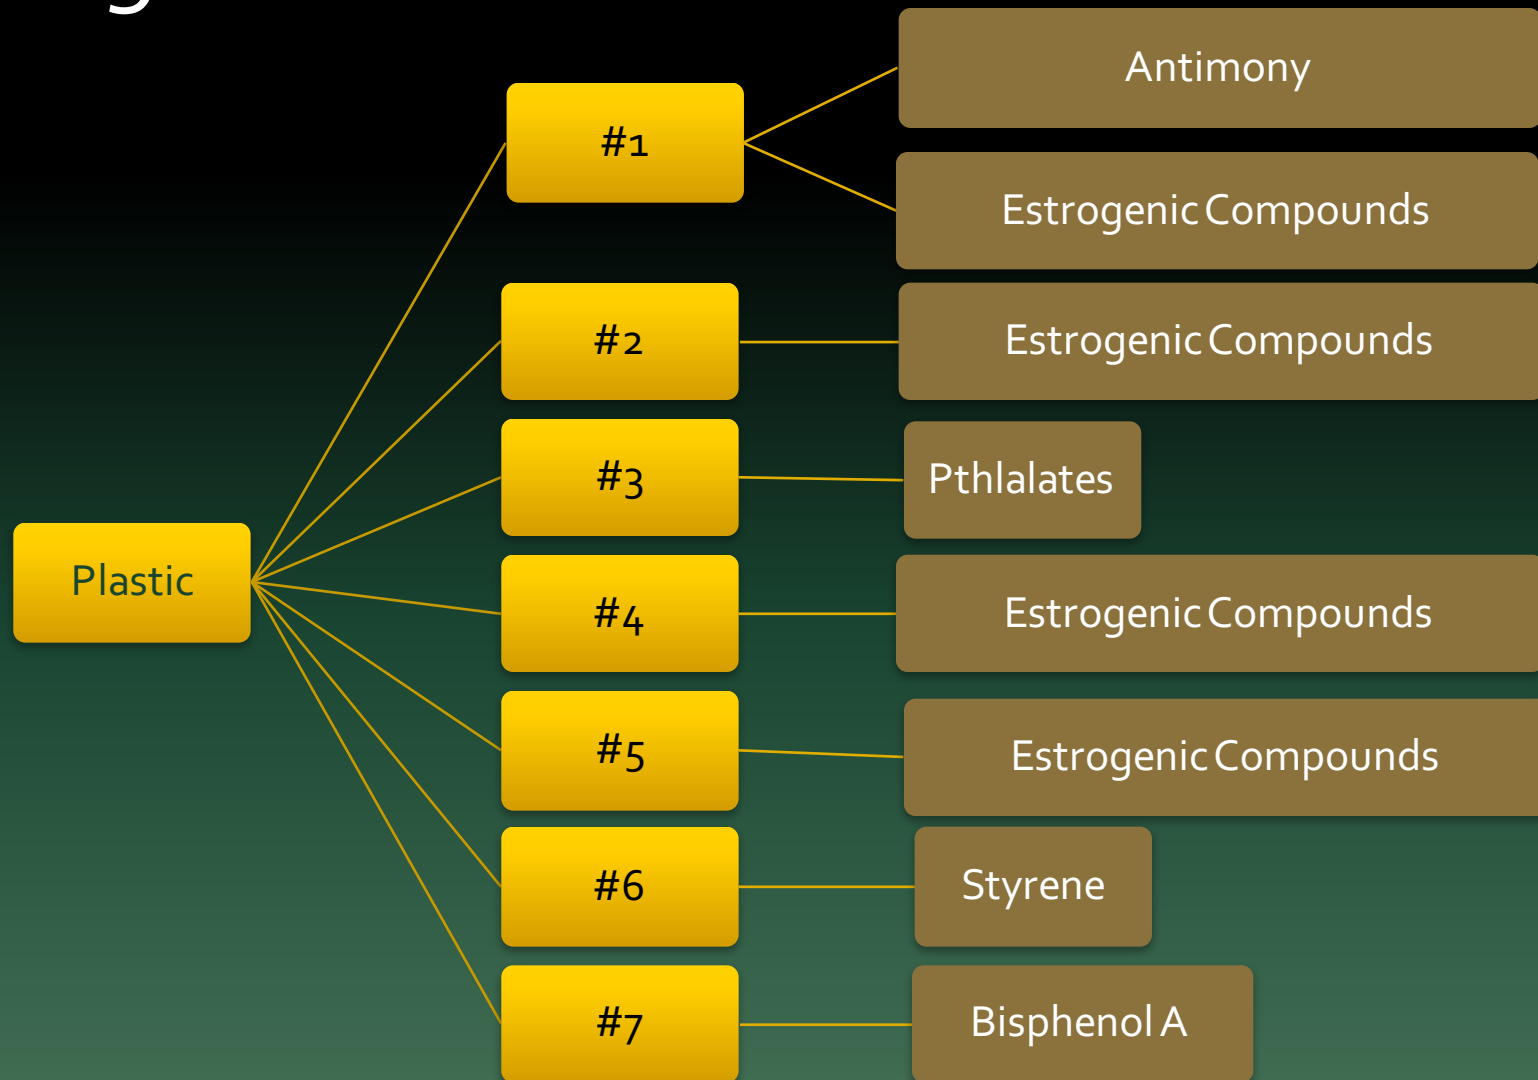 #1
Antimony
Estrogenic Compounds
#2
Estrogenic Compounds
#3
Pthlalates
Plastic
#4
Estrogenic Compounds
#5
Estrogenic Compounds
#6
Styrene
#7
Bisphenol A